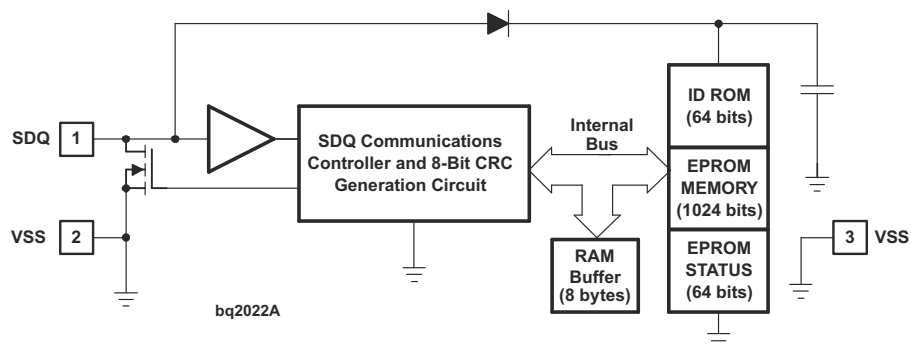 SDQ
1
VSS
2
SDQ Communications
Controller and 8-Bit CRC
Generation Circuit
Internal
Bus
RAM
Buffer
(8 bytes)
ID ROM
(64 bits)
EPROM
MEMORY
(1024 bits)
EPROM
STATUS
(64 bits)
3
VSS
bq2022A